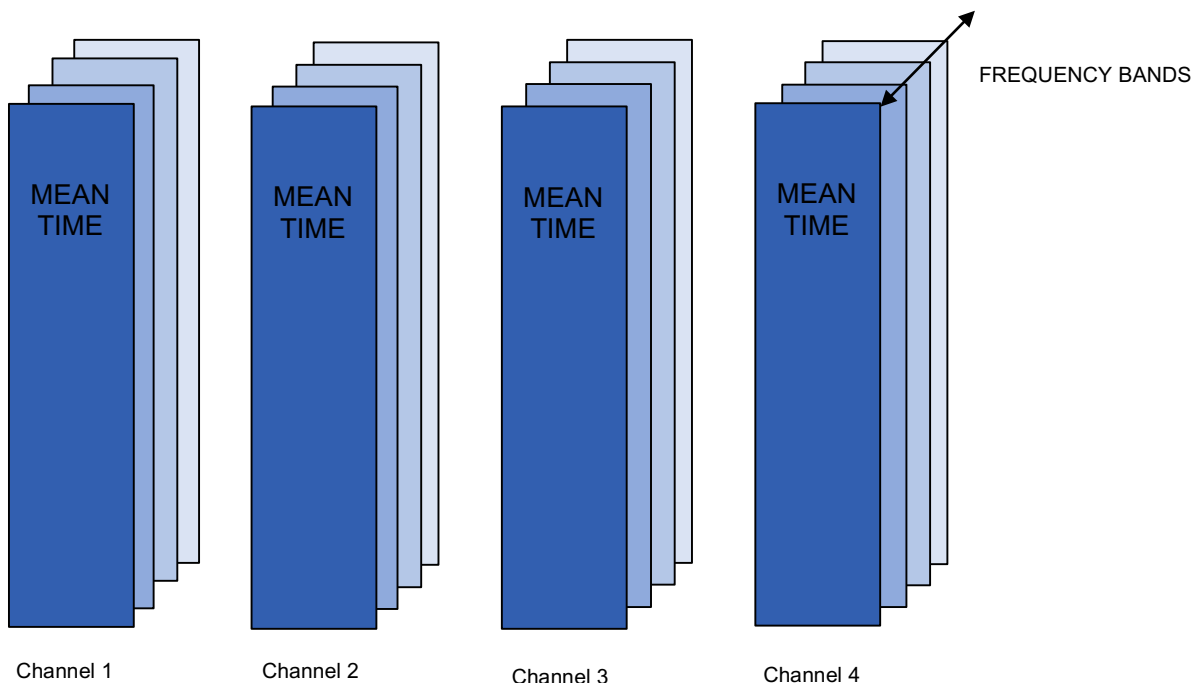 FREQUENCY BANDS
MEAN
TIME
MEAN
TIME
MEAN
TIME
MEAN
TIME
Channel 1
Channel 2
Channel 3
Channel 4